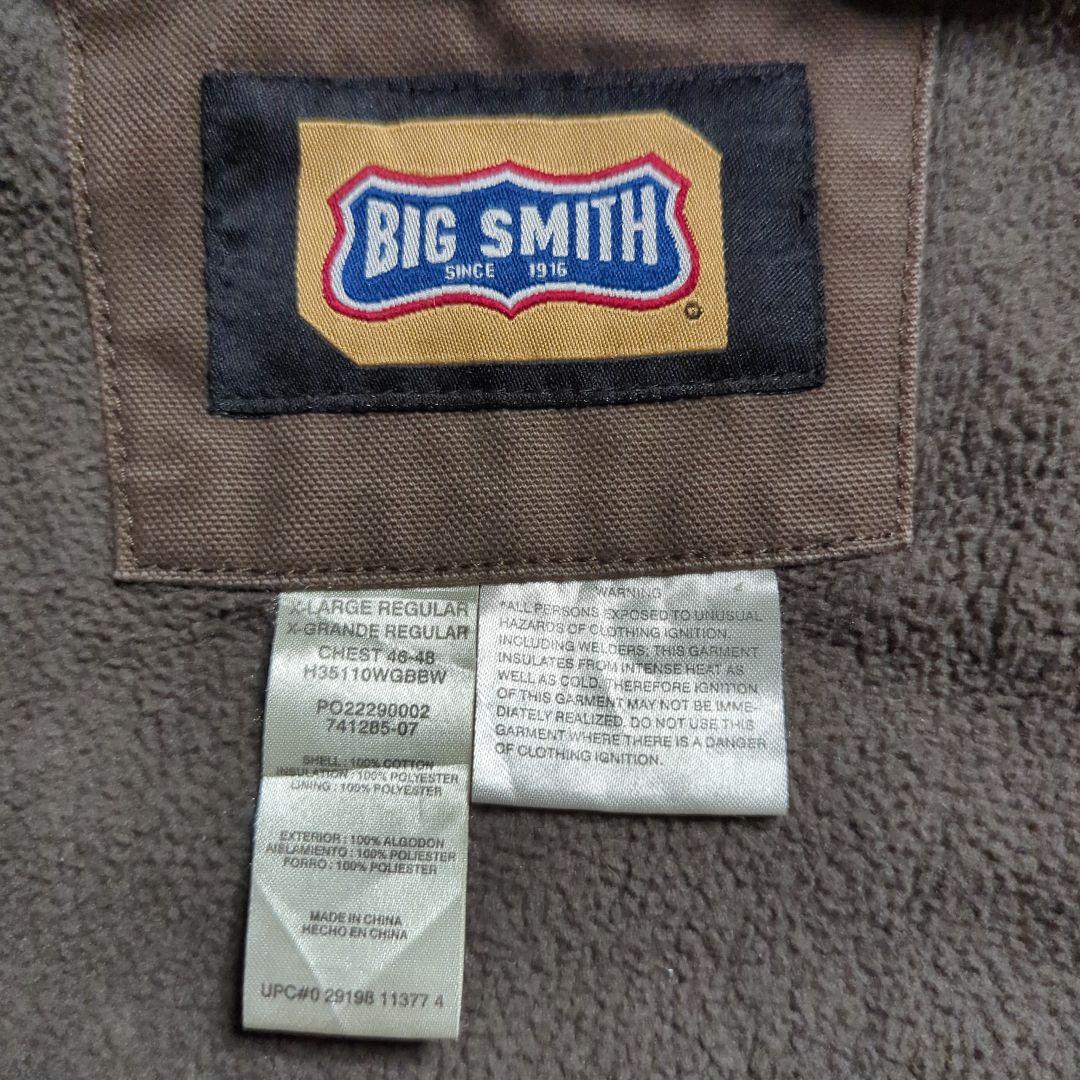 BIG SMITH
SINCE 1916
®
X-LARGE REGULAR
X-GRANDE REGULAR
CHEST 46-48
H35110WGBBW
PO22290002
741285-07
SHELL : 100% COTTON
INSULATION : 100% POLYESTER
LINING : 100% POLYESTER
EXTERIOR : 100% ALGODON
AISLAMIENTO : 100% POLIESTER
FORRO : 100% POLIESTER
MADE IN CHINA
HECHO EN CHINA
UPC#0 29198 11377 4
WARNING
*ALL PERSONS EXPOSED TO UNUSUAL
HAZARDS OF CLOTHING IGNITION
INCLUDING WELDERS; THIS GARMENT
INSULATES FROM INTENSE HEAT AS
WELL AS COLD. THEREFORE IGNITION
OF THIS GARMENT MAY NOT BE IMME-
DIATELY REALIZED. DO NOT USE THIS
GARMENT WHERE THERE IS A DANGER
OF CLOTHING IGNITION.